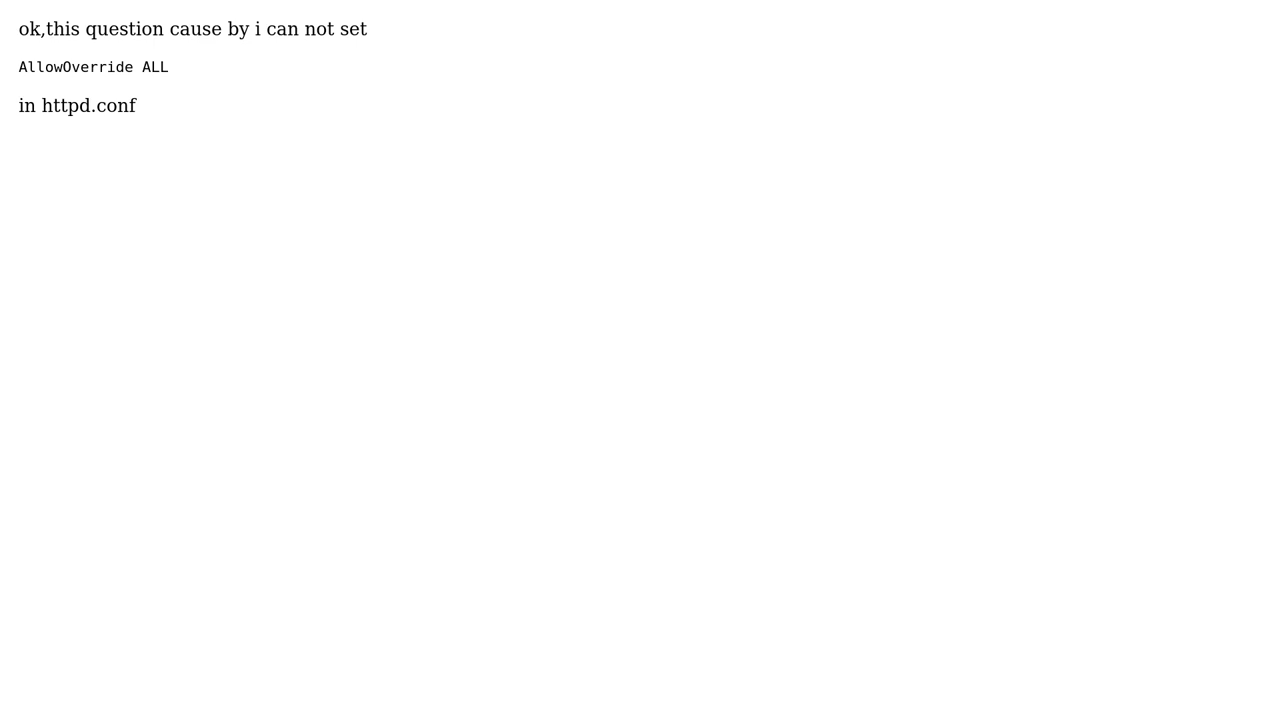 ok,this question cause by i can not set
AllowOverride ALL
in httpd.conf